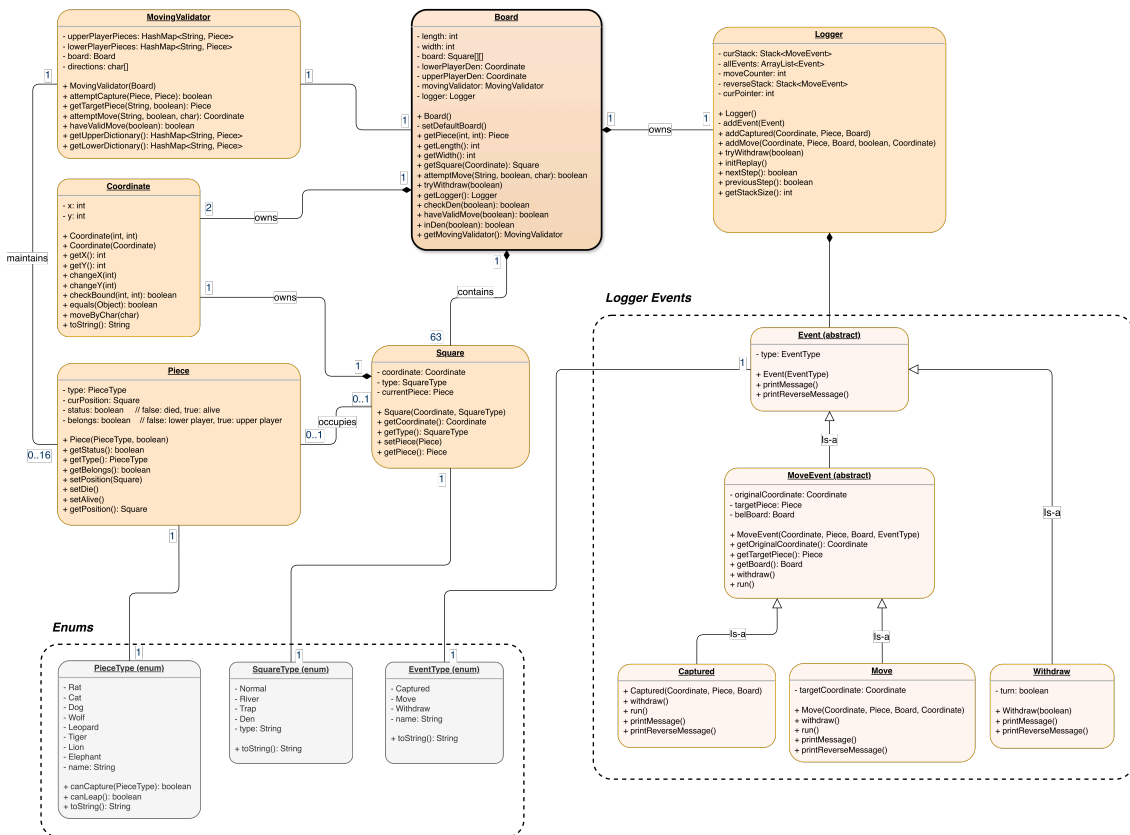 MovingValidator
- upperPlayerPieces: HashMap<String, Piece>
- lowerPlayerPieces: HashMap<String, Piece>
- board: Board
- directions: char[]
+ MovingValidator(Board)
+ attemptCapture(Piece, Piece): boolean
+ getTargetPiece(String, boolean): Piece
+ attemptMove(String, boolean, char): Coordinate
+ haveValidMove(boolean): boolean
+ getUpperDictionary(): HashMap<String, Piece>
+ getLowerDictionary(): HashMap<String, Piece>
1
1
1
Board
- length: int
- width: int
- board: Square[][]
- lowerPlayerDen: Coordinate
- upperPlayerDen: Coordinate
- movingValidator: MovingValidator
- logger: Logger
+ Board()
- setDefaultBoard()
+ getPiece(int, int): Piece
+ getLength(): int
+ getWidth(): int
+ getSquare(Coordinate): Square
+ attemptMove(String, boolean, char): boolean
+ tryWithdraw(boolean)
+ getLogger(): Logger
+ checkDen(boolean): boolean
+ haveValidMove(boolean): boolean
+ inDen(boolean): boolean
+ getMovingValidator(): MovingValidator
1
owns
1
Logger
- curStack: Stack<MoveEvent>
- allEvents: ArrayList<Event>
- moveCounter: int
- reverseStack: Stack<MoveEvent>
- curPointer: int
+ Logger()
- addEvent(Event)
+ addCaptured(Coordinate, Piece, Board)
+ addMove(Coordinate, Piece, Board, boolean, Coordinate)
+ tryWithdraw(boolean)
+ initReplay()
+ nextStep(): boolean
+ previousStep(): boolean
+ getStackSize(): int
Coordinate
- x: int
- y: int
+ Coordinate(int, int)
+ Coordinate(Coordinate)
+ getX(): int
+ getY(): int
+ changeX(int)
+ changeY(int)
+ checkBound(int, int): boolean
+ equals(Object): boolean
+ moveByChar(char)
+ toString(): String
2
owns
1
1
owns
1
maintains
1
contains
63
Square
- coordinate: Coordinate
- type: SquareType
- currentPiece: Piece
+ Square(Coordinate, SquareType)
+ getCoordinate(): Coordinate
+ getType(): SquareType
+ setPiece(Piece)
+ getPiece(): Piece
0..1
occupies
0..1
1
Piece
- type: PieceType
- curPosition: Square
- status: boolean // false: died, true: alive
- belongs: boolean // false: lower player, true: upper player
+ Piece(PieceType, boolean)
+ getStatus(): boolean
+ getType(): PieceType
+ getBelongs(): boolean
+ setPosition(Square)
+ setDie()
+ setAlive()
+ getPosition(): Square
0..16
1
Logger Events
Event (abstract)
- type: EventType
+ Event(EventType)
+ printMessage()
+ printReverseMessage()
1
Is-a
Is-a
MoveEvent (abstract)
- originalCoordinate: Coordinate
- targetPiece: Piece
- belBoard: Board
+ MoveEvent(Coordinate, Piece, Board, EventType)
+ getOriginalCoordinate(): Coordinate
+ getTargetPiece(): Piece
+ getBoard(): Board
+ withdraw()
+ run()
Is-a
Is-a
Captured
+ Captured(Coordinate, Piece, Board)
+ withdraw()
+ run()
+ printMessage()
+ printReverseMessage()
Move
- targetCoordinate: Coordinate
+ Move(Coordinate, Piece, Board, Coordinate)
+ withdraw()
+ run()
+ printMessage()
+ printReverseMessage()
Withdraw
- turn: boolean
+ Withdraw(boolean)
+ printMessage()
+ printReverseMessage()
Enums
1
PieceType (enum)
- Rat
- Cat
- Dog
- Wolf
- Leopard
- Tiger
- Lion
- Elephant
- name: String
+ canCapture(PieceType): boolean
+ canLeap(): boolean
+ toString(): String
1
SquareType (enum)
- Normal
- River
- Trap
- Den
- type: String
+ toString(): String
1
EventType (enum)
- Captured
- Move
- Withdraw
- name: String
+ toString(): String